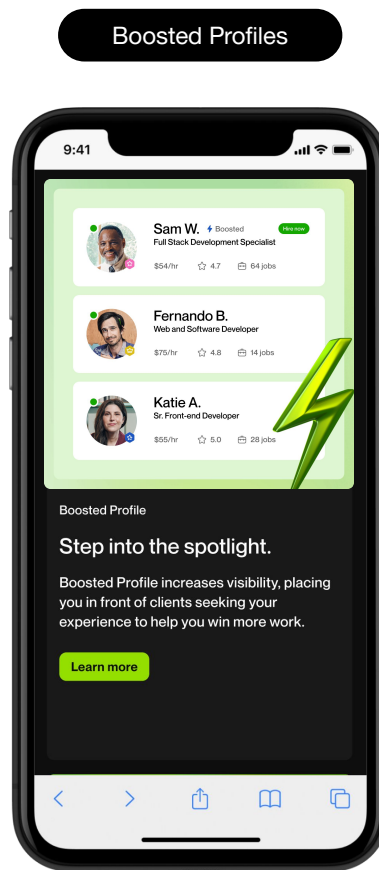 Boosted Profiles
9:41
Sam W. Boosted Hire now
Full Stack Development Specialist
$54/hr 4.7 64 jobs
Fernando B.
Web and Software Developer
$75/hr 4.8 14 jobs
Katie A.
Sr. Front-end Developer
$55/hr 5.0 28 jobs
Boosted Profile
Step into the spotlight.
Boosted Profile increases visibility, placing
you in front of clients seeking your
experience to help you win more work.
Learn more